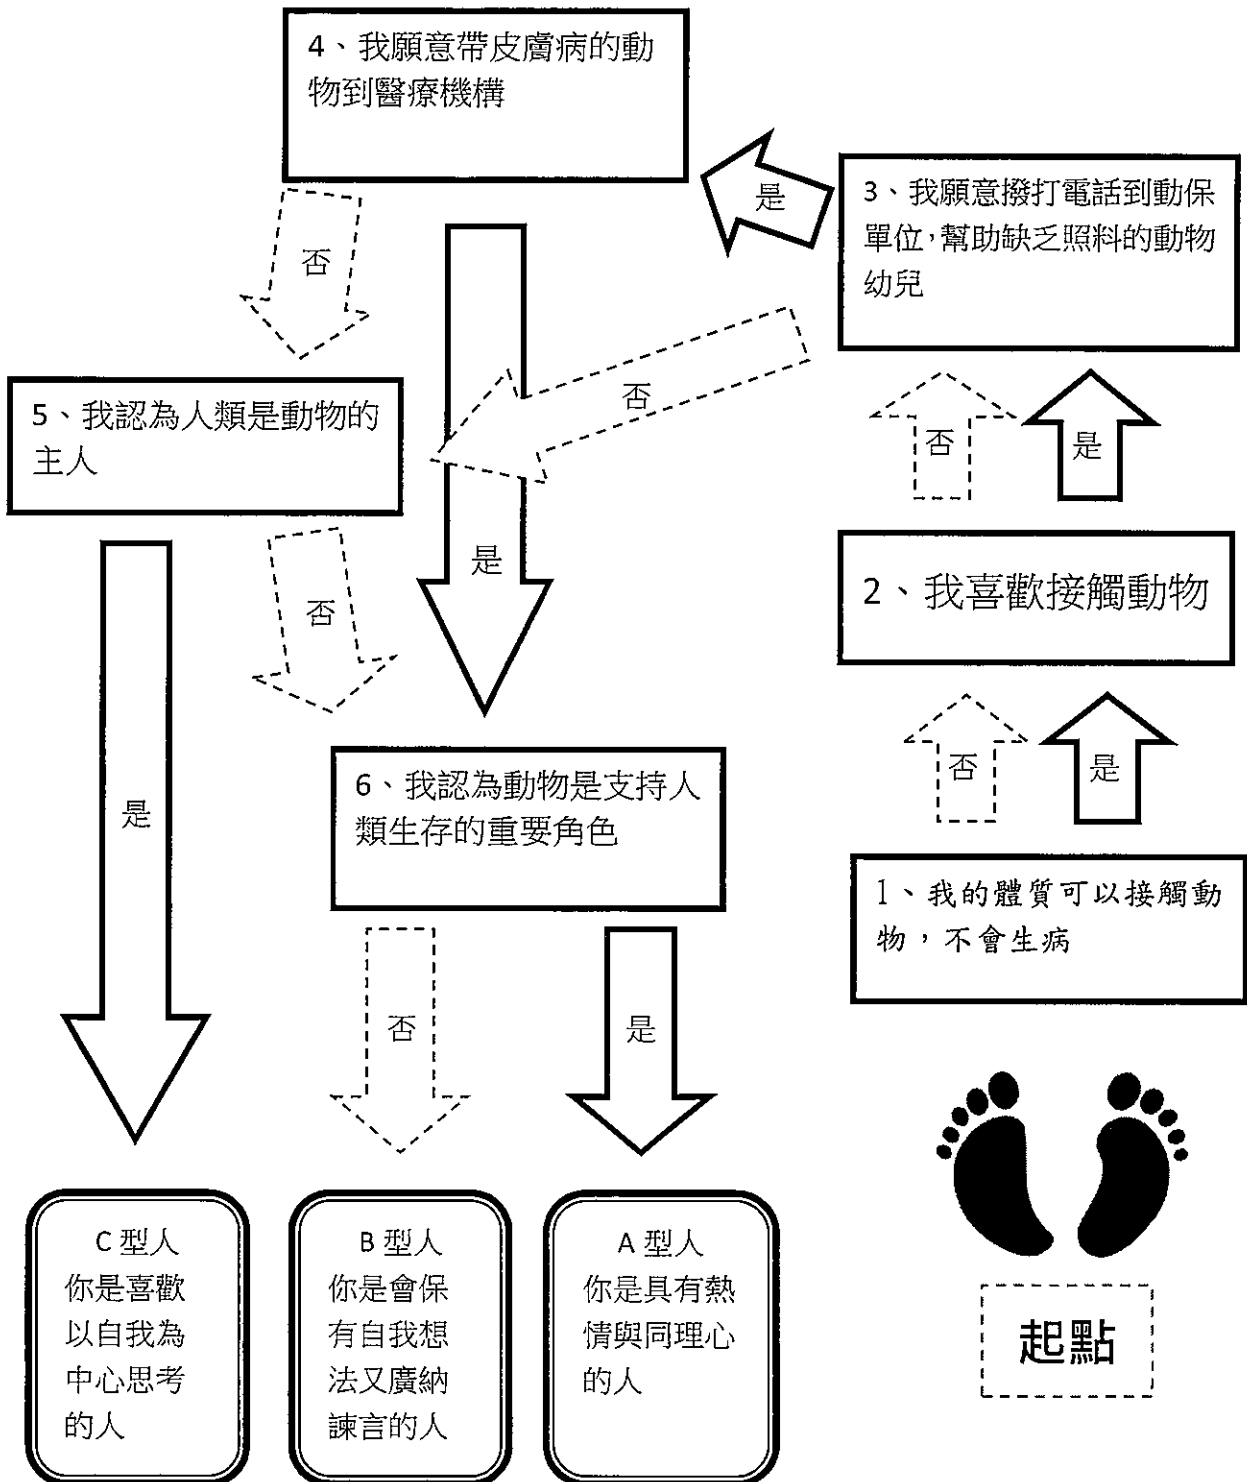 4、我願意帶皮膚病的動
物到醫療機構
是
3、我願意撥打電話到動保
單位,幫助缺乏照料的動物
幼兒
否
否
5、我認為人類是動物的
主人
否
是
是
否
是
2、我喜歡接觸動物
否
是
6、我認為動物是支持人
類生存的重要角色
否
是
1、我的體質可以接觸動
物,不會生病
否
是
C 型人
你是喜歡
以自我為
中心思考
的人
B 型人
你是會保
有自我想
法又廣納
諫言的人
A 型人
你是具有熱
情與同理心
的人
起點